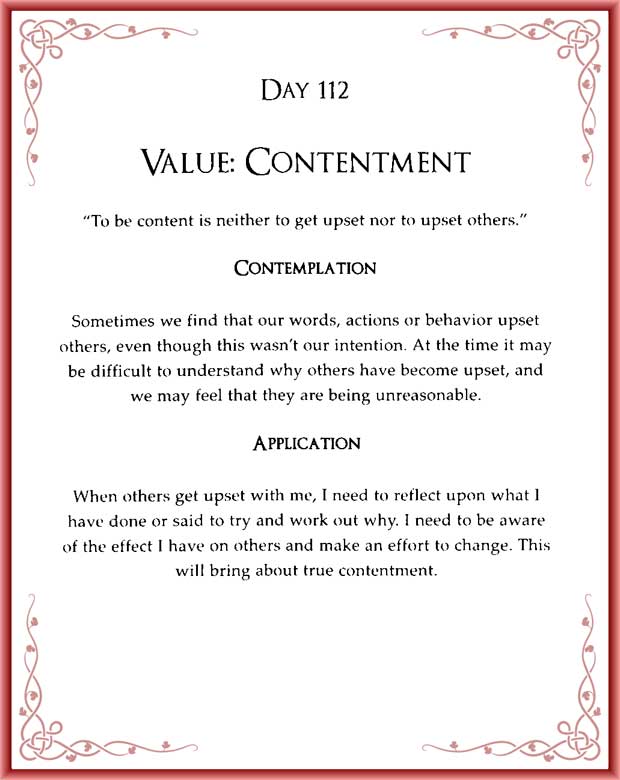 DAY 112
VALUE: CONTENTMENT
“To be content is neither to get upset nor to upset others.”
CONTEMPLATION
Sometimes we find that our words, actions or behavior upset
others, even though this wasn’t our intention. At the time it may
be difficult to understand why others have become upset, and
we may feel that they are being unreasonable.
APPLICATION
When others get upset with me, I need to reflect upon what I
have done or said to try and work out why. I need to be aware
of the effect I have on others and make an effort to change. This
will bring about true contentment.